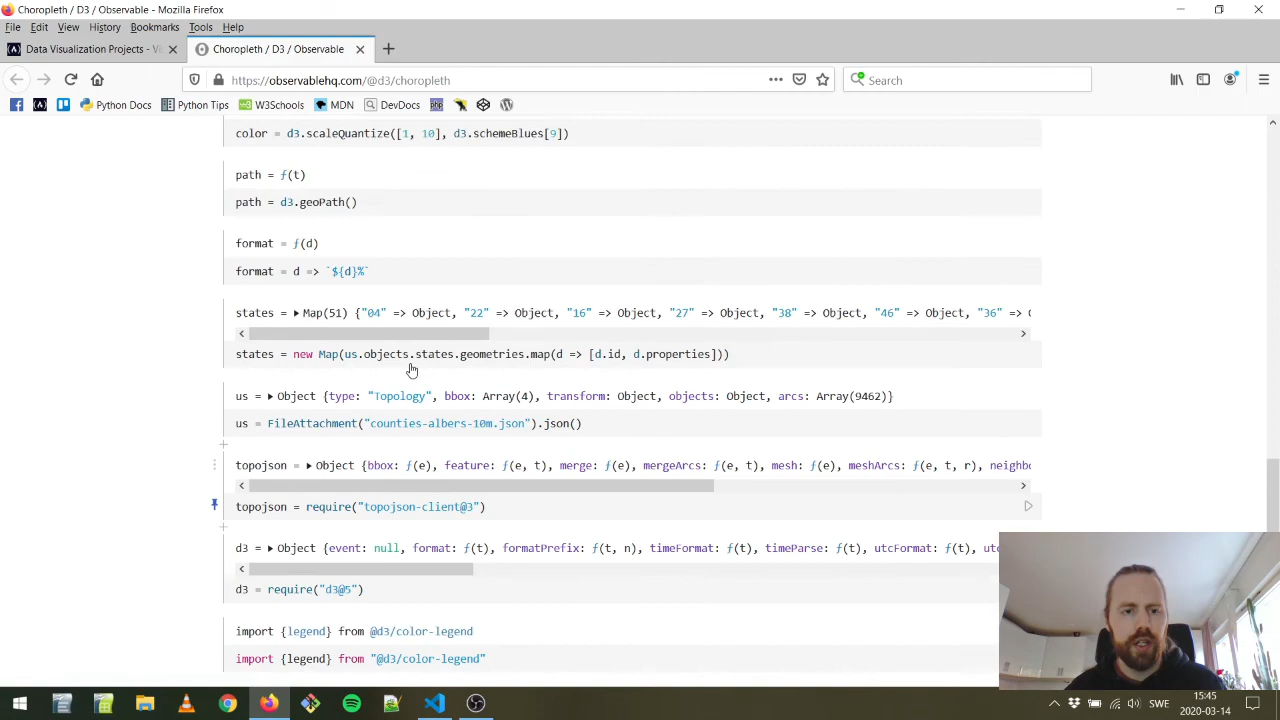 Choropleth / D3 / Observable - Mozilla Firefox
File Edit View History Bookmarks Tools Help
Data Visualization Projects - Vi
Choropleth / D3 / Observable
https://observablehq.com/@d3/choropleth
Search
Python Docs Python Tips W3Schools MDN DevDocs
color = d3.scaleQuantize([1, 10], d3.schemeBlues[9])
path = ƒ(t)
path = d3.geoPath()
format = ƒ(d)
format = d => `${d}%`
states = ▸Map(51) {"04" => Object, "22" => Object, "16" => Object, "27" => Object, "38" => Object, "46" => Object, "36" => O
states = new Map(us.objects.states.geometries.map(d => [d.id, d.properties]))
us = ▸Object {type: "Topology", bbox: Array(4), transform: Object, objects: Object, arcs: Array(9462)}
us = FileAttachment("counties-albers-10m.json").json()
topojson = ▸Object {bbox: ƒ(e), feature: ƒ(e, t), merge: ƒ(e), mergeArcs: ƒ(e, t), mesh: ƒ(e), meshArcs: ƒ(e, t, r), neighbo
topojson = require("topojson-client@3")
d3 = ▸Object {event: null, format: ƒ(t), formatPrefix: ƒ(t, n), timeFormat: ƒ(t), timeParse: ƒ(t), utcFormat: ƒ(t), utc
d3 = require("d3@5")
import {legend} from @d3/color-legend
import {legend} from "@d3/color-legend"
SWE
15:45
2020-03-14